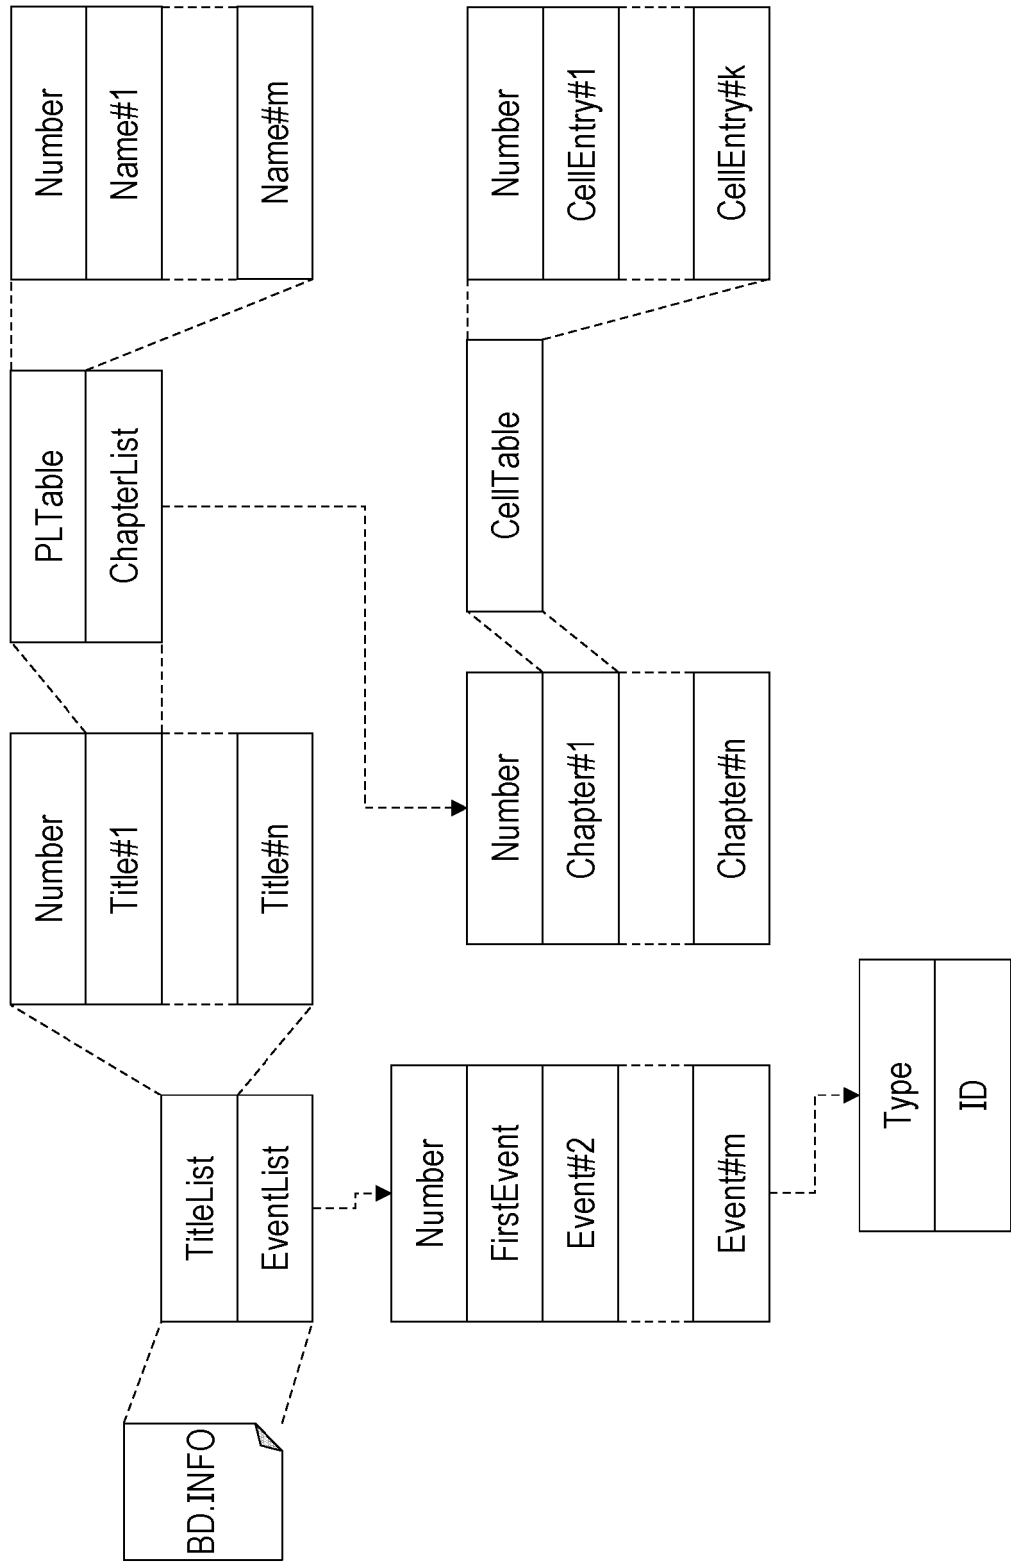 BD.INFO
TitleList
EventList
Number
Title#1
Title#n
PLTable
ChapterList
Number
Name#1
Name#m
Number
FirstEvent
Event#2
Event#m
Type
ID
Number
Chapter#1
Chapter#n
CellTable
Number
CellEntry#1
CellEntry#k